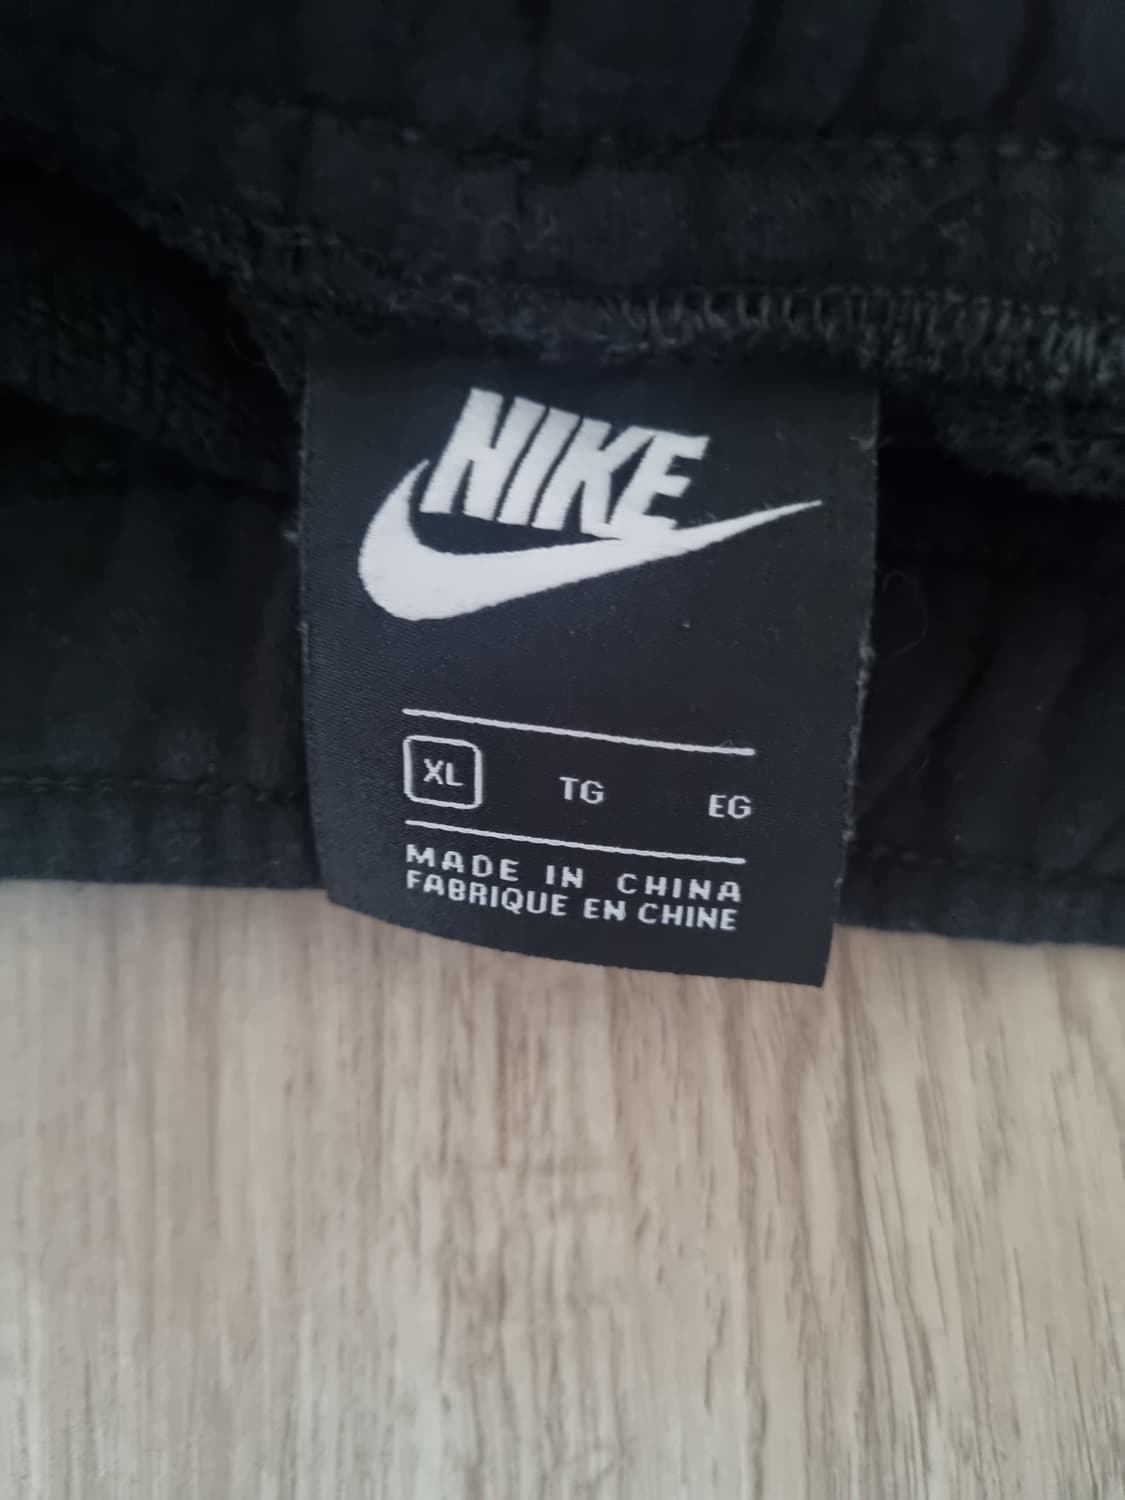 NIKE
XL TG EG
MADE IN CHINA
FABRIQUE EN CHINE